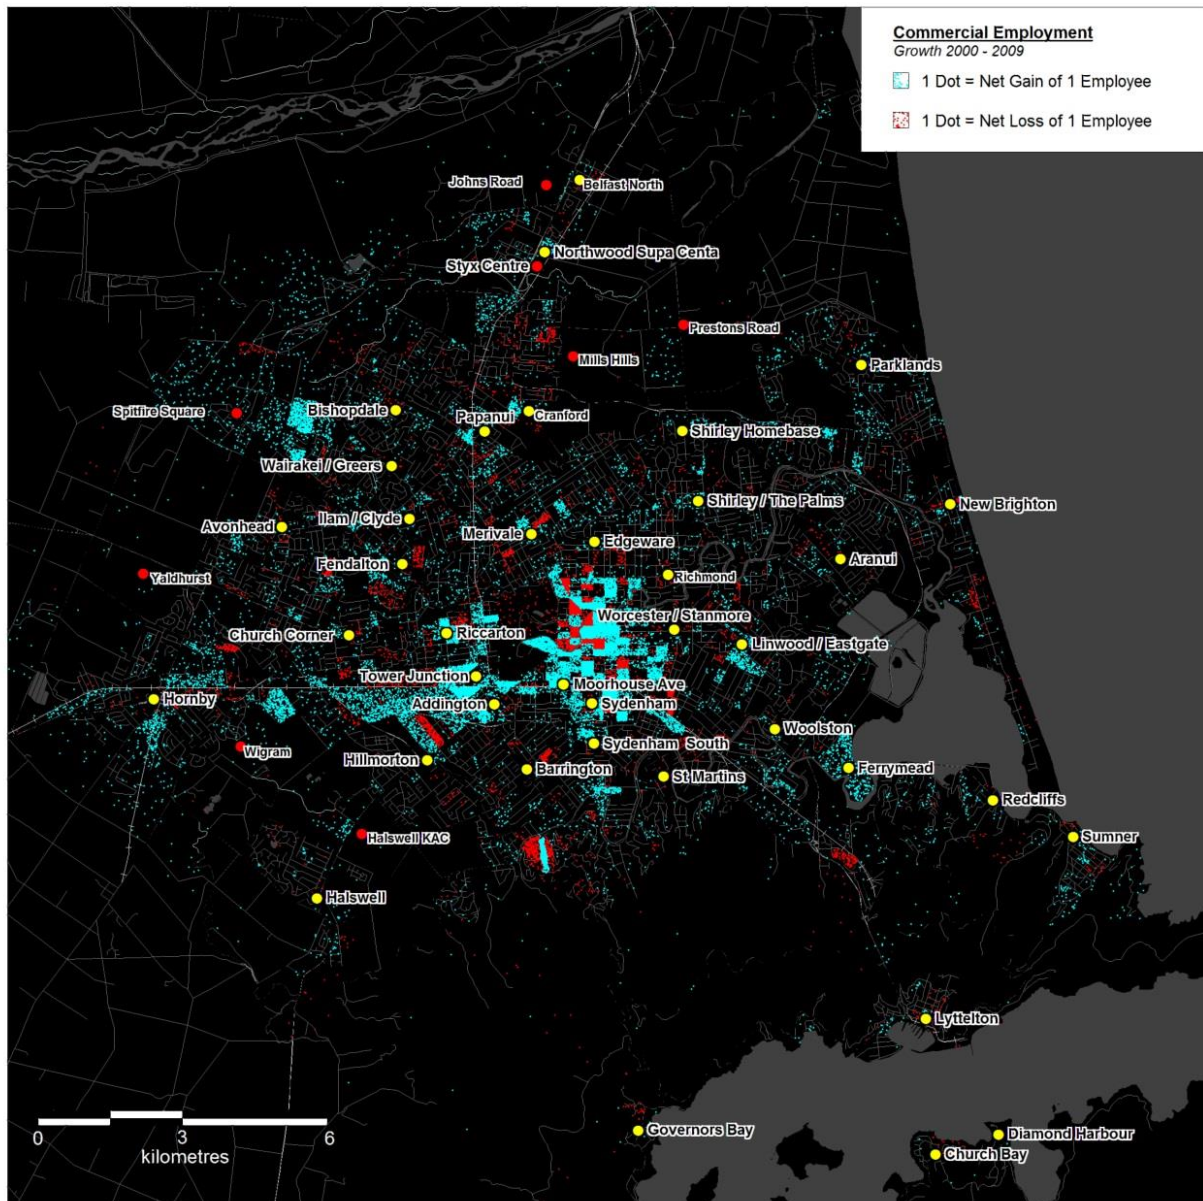 Commercial Employment
Growth 2000 - 2009
1 Dot = Net Gain of 1 Employee
1 Dot = Net Loss of 1 Employee
Johns Road
Belfast North
Northwood Supa Centa
Styx Centre
Prestons Road
Mills Hills
Parklands
Spitfire Square
Bishopdale
Papanui
Cranford
Shirley Homebase
Wairakei / Greers
Shirley / The Palms
New Brighton
Avonhead
Ilam / Clyde
Merivale
Edgeware
Aranui
Fendalton
Yaldhurst
Richmond
Worcester / Stanmore
Church Corner
Riccarton
Linwood / Eastgate
Tower Junction
Moorhouse Ave
Hornby
Addington
Sydenham
Woolston
Wigram
Hillmorton
Sydenham South
Barrington
St Martins
Ferrymead
Redcliffs
Halswell KAC
Sumner
Halswell
Lyttelton
0 3 6
kilometres
Governors Bay
Diamond Harbour
Church Bay